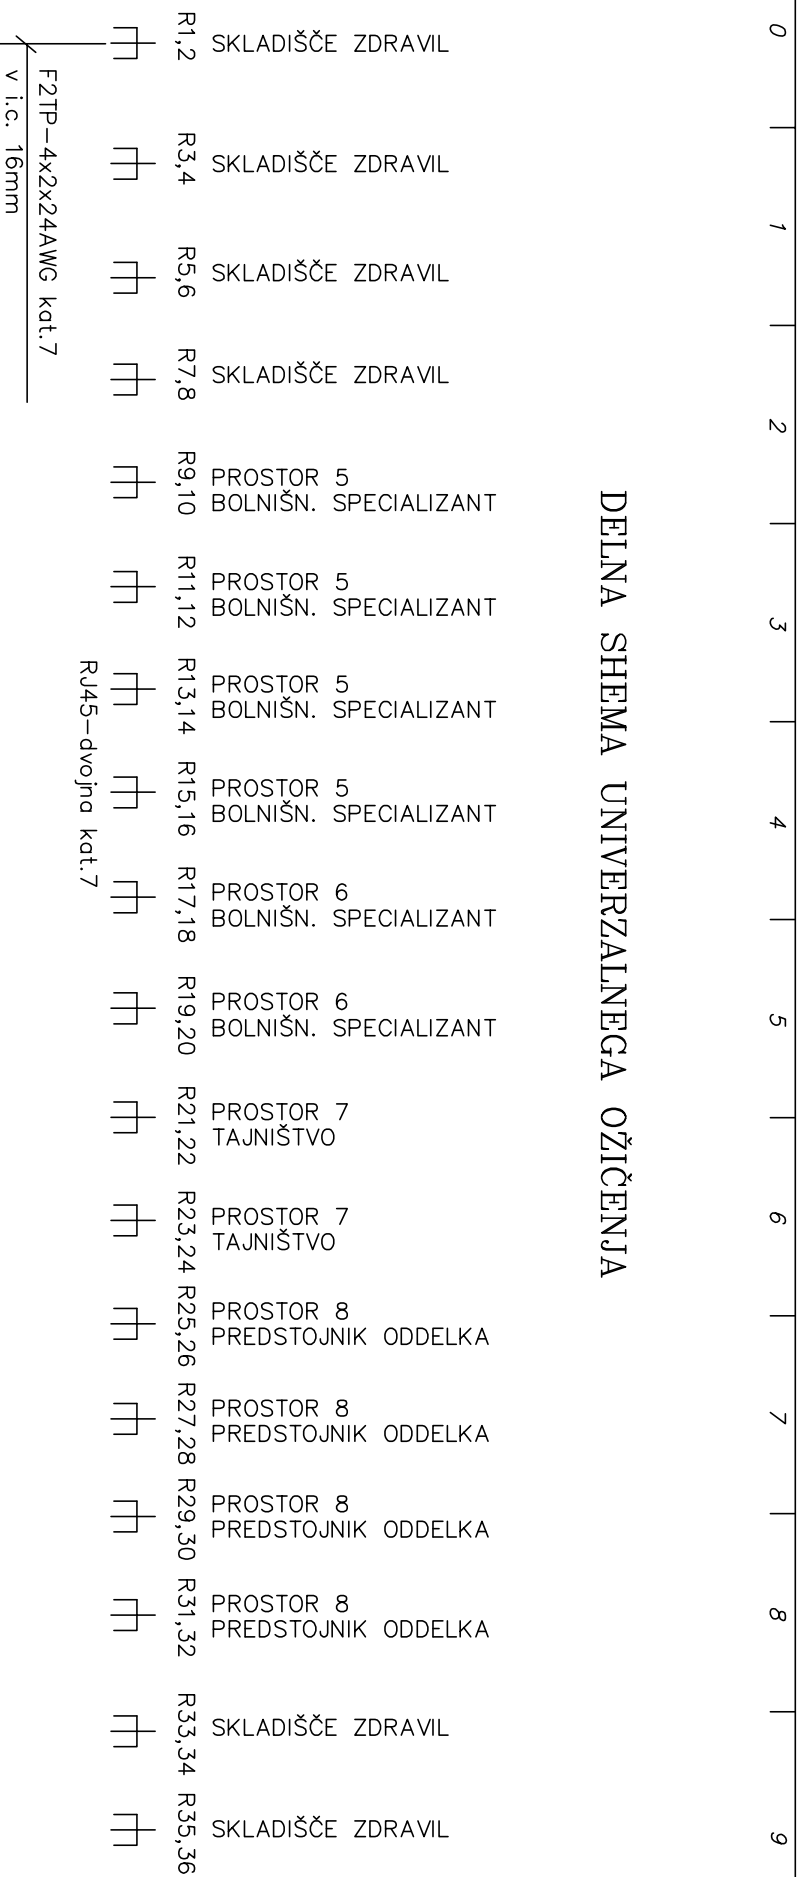 0
1
2
3
4
5
6
7
8
9
DELNA SHEMA UNIVERZALNEGA OŽIČENJA
R1,2
SKLADIŠČE ZDRAVIL
R3,4
SKLADIŠČE ZDRAVIL
R5,6
SKLADIŠČE ZDRAVIL
R7,8
SKLADIŠČE ZDRAVIL
R9,10
PROSTOR 5
BOLNIŠN. SPECIALIZANT
R11,12
PROSTOR 5
BOLNIŠN. SPECIALIZANT
R13,14
PROSTOR 5
BOLNIŠN. SPECIALIZANT
R15,16
PROSTOR 5
BOLNIŠN. SPECIALIZANT
R17,18
PROSTOR 6
BOLNIŠN. SPECIALIZANT
R19,20
PROSTOR 6
BOLNIŠN. SPECIALIZANT
R21,22
PROSTOR 7
TAJNIŠTVO
R23,24
PROSTOR 7
TAJNIŠTVO
R25,26
PROSTOR 8
PREDSTOJNIK ODDELKA
R27,28
PROSTOR 8
PREDSTOJNIK ODDELKA
R29,30
PROSTOR 8
PREDSTOJNIK ODDELKA
R31,32
PROSTOR 8
PREDSTOJNIK ODDELKA
R33,34
SKLADIŠČE ZDRAVIL
R35,36
SKLADIŠČE ZDRAVIL
RJ45-dvojna kat.7
F2TP-4x2x24AWG kat.7
v i.c. 16mm